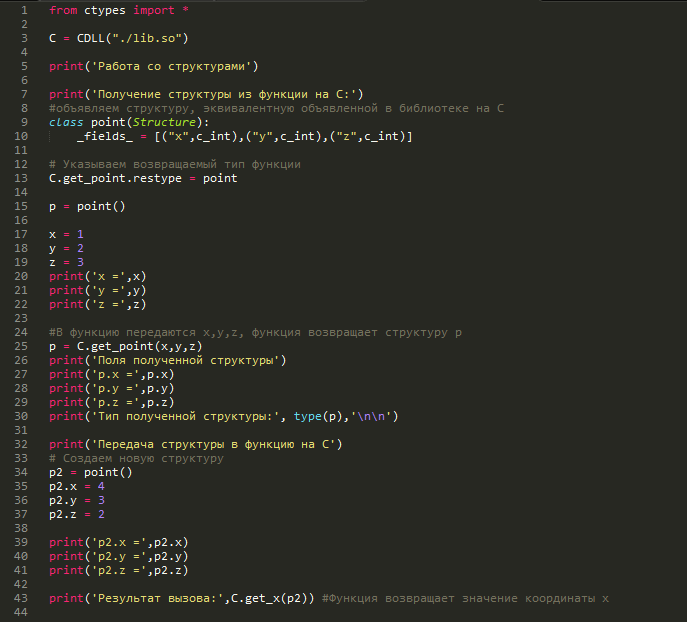 1 from ctypes import *
2
3 C = CDLL("./lib.so")
4
5 print('Работа со структурами')
6
7 print('Получение структуры из функции на C:')
8 #объявляем структуру, эквивалентную объявленной в библиотеке на C
9 class point(Structure):
10     _fields_ = [("x",c_int),("y",c_int),("z",c_int)]
11
12 # Указываем возвращаемый тип функции
13 C.get_point.restype = point
14
15 p = point()
16
17 x = 1
18 y = 2
19 z = 3
20 print('x =',x)
21 print('y =',y)
22 print('z =',z)
23
24 #В функцию передаются x,y,z, функция возвращает структуру p
25 p = C.get_point(x,y,z)
26 print('Поля полученной структуры')
27 print('p.x =',p.x)
28 print('p.y =',p.y)
29 print('p.z =',p.z)
30 print('Тип полученной структуры:', type(p),'\n\n')
31
32 print('Передача структуры в функцию на C')
33 # Создаем новую структуру
34 p2 = point()
35 p2.x = 4
36 p2.y = 3
37 p2.z = 2
38
39 print('p2.x =',p2.x)
40 print('p2.y =',p2.y)
41 print('p2.z =',p2.z)
42
43 print('Результат вызова:',C.get_x(p2)) #Функция возвращает значение координаты x
44